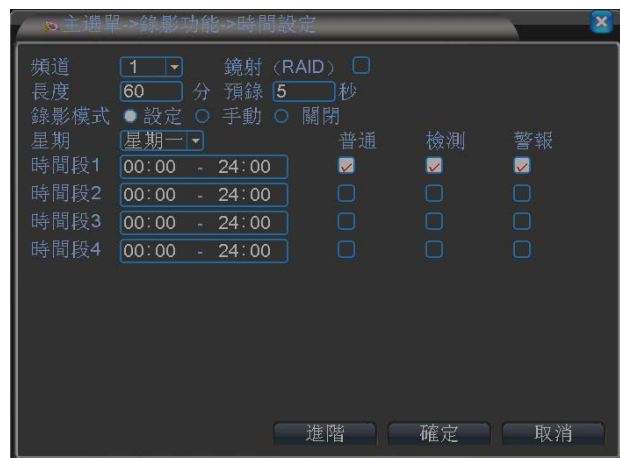 主選單->錄影功能->時間設定
頻道 1 鏡射（RAID）
長度 60 分 預錄 5 秒
錄影模式 設定 手動 關閉
星期 星期一 普通 檢測 警報
時間段1 00:00 - 24:00
時間段2 00:00 - 24:00
時間段3 00:00 - 24:00
時間段4 00:00 - 24:00
進階 確定 取消